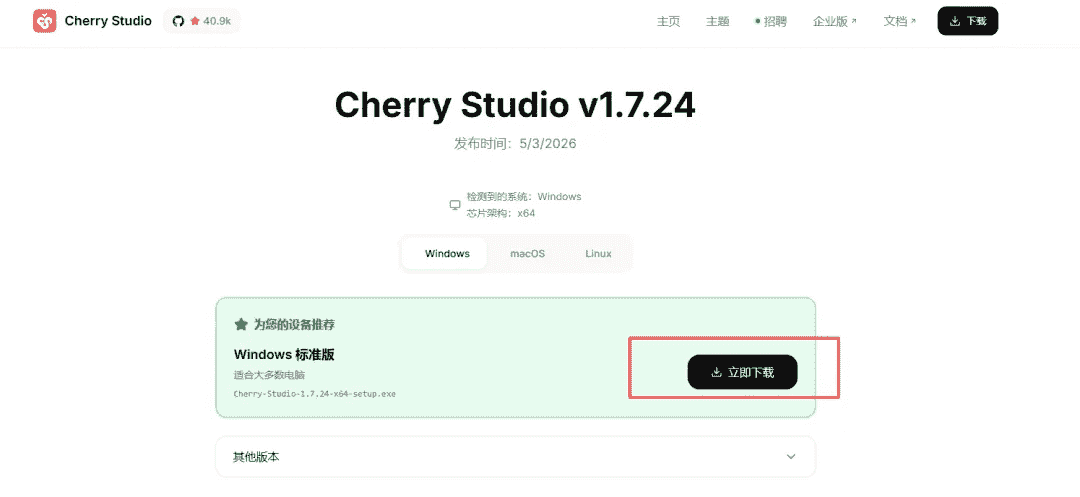 Cherry Studio 40.9k 主页 主题 招聘 企业版 文档 下载
Cherry Studio v1.7.24
发布时间：5/3/2026
检测到的系统：Windows
芯片架构：x64
Windows macOS Linux
为您的设备推荐
Windows 标准版
适合大多数电脑
Cherry-Studio-1.7.24-x64-setup.exe
立即下载
其他版本